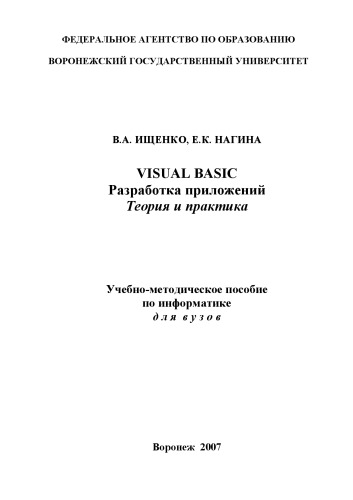 ФЕДЕРАЛЬНОЕ АГЕНТСТВО ПО ОБРАЗОВАНИЮ
ВОРОНЕЖСКИЙ ГОСУДАРСТВЕННЫЙ УНИВЕРСИТЕТ
В.А. ИЩЕНКО, Е.К. НАГИНА
VISUAL BASIC
Разработка приложений
Теория и практика
Учебно-методическое пособие
по информатике
для вузов
Воронеж 2007